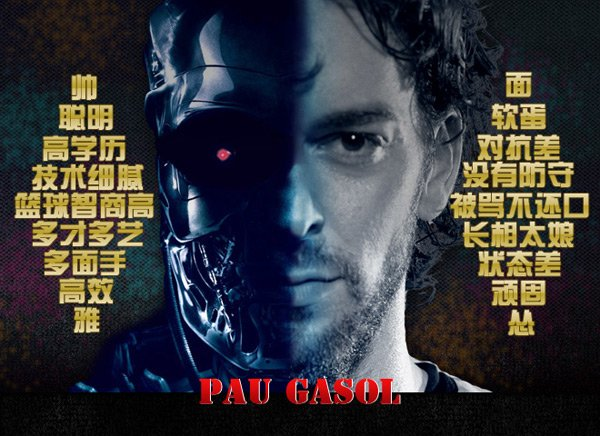 帅
聪明
高学历
技术细腻
篮球智商高
多才多艺
多面手
高效
雅
面
软蛋
对抗差
没有防守
被骂不还口
长相太娘
状态差
顽固
怂
PAU GASOL